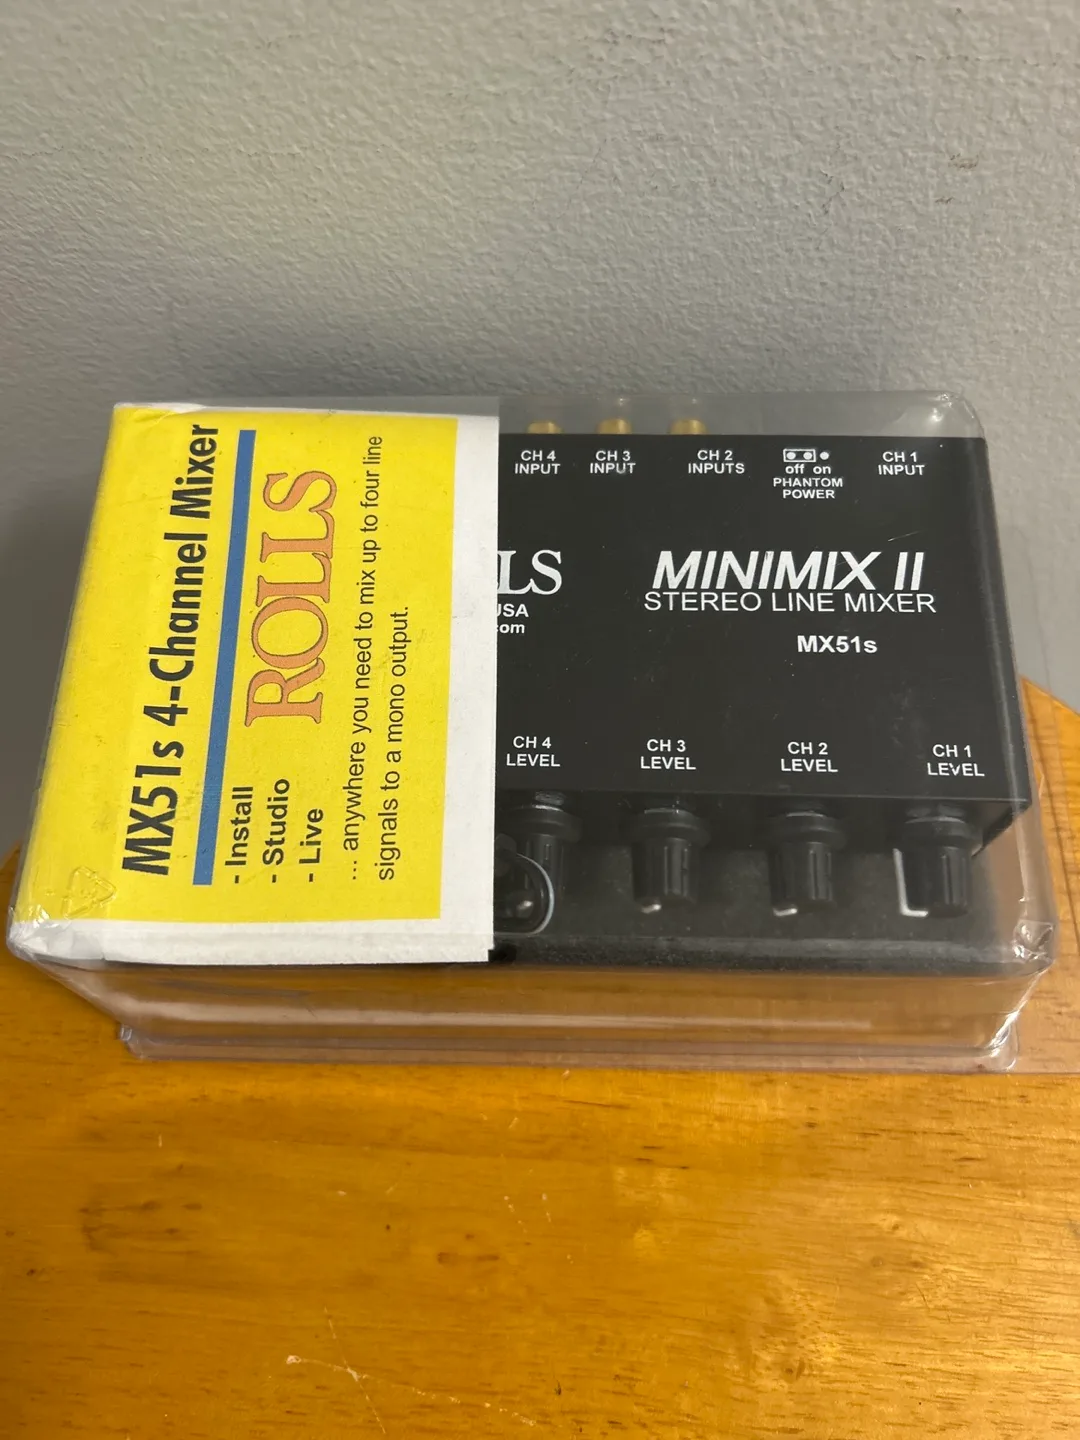 MX51s 4-Channel Mixer
ROLLS
- Install
- Studio
- Live
... anywhere you need to mix up to four line
signals to a mono output.
CH 4
INPUT
CH 3
INPUT
CH 2
INPUTS
off on
PHANTOM
POWER
CH 1
INPUT
LS
USA
.com
MINIMIX II
STEREO LINE MIXER
MX51s
CH 4
LEVEL
CH 3
LEVEL
CH 2
LEVEL
CH 1
LEVEL